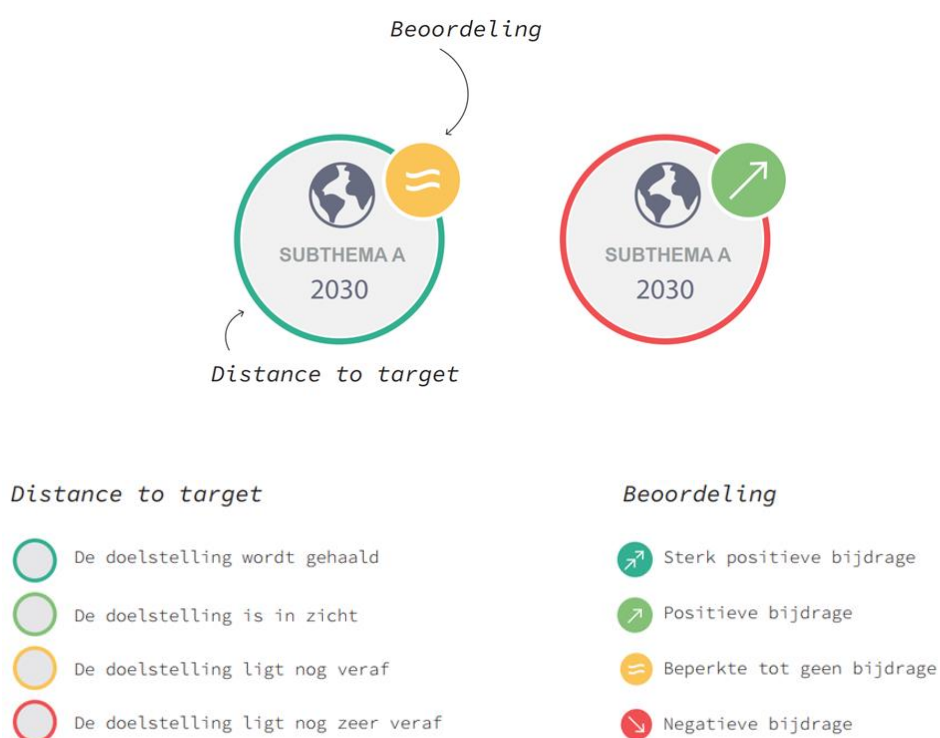 Beoordeling
SUBTHEMA A
2030
SUBTHEMA A
2030
Distance to target
Distance to target
De doelstelling wordt gehaald
De doelstelling is in zicht
De doelstelling ligt nog veraf
De doelstelling ligt nog zeer veraf
Beoordeling
Sterk positieve bijdrage
Positieve bijdrage
Beperkte tot geen bijdrage
Negatieve bijdrage